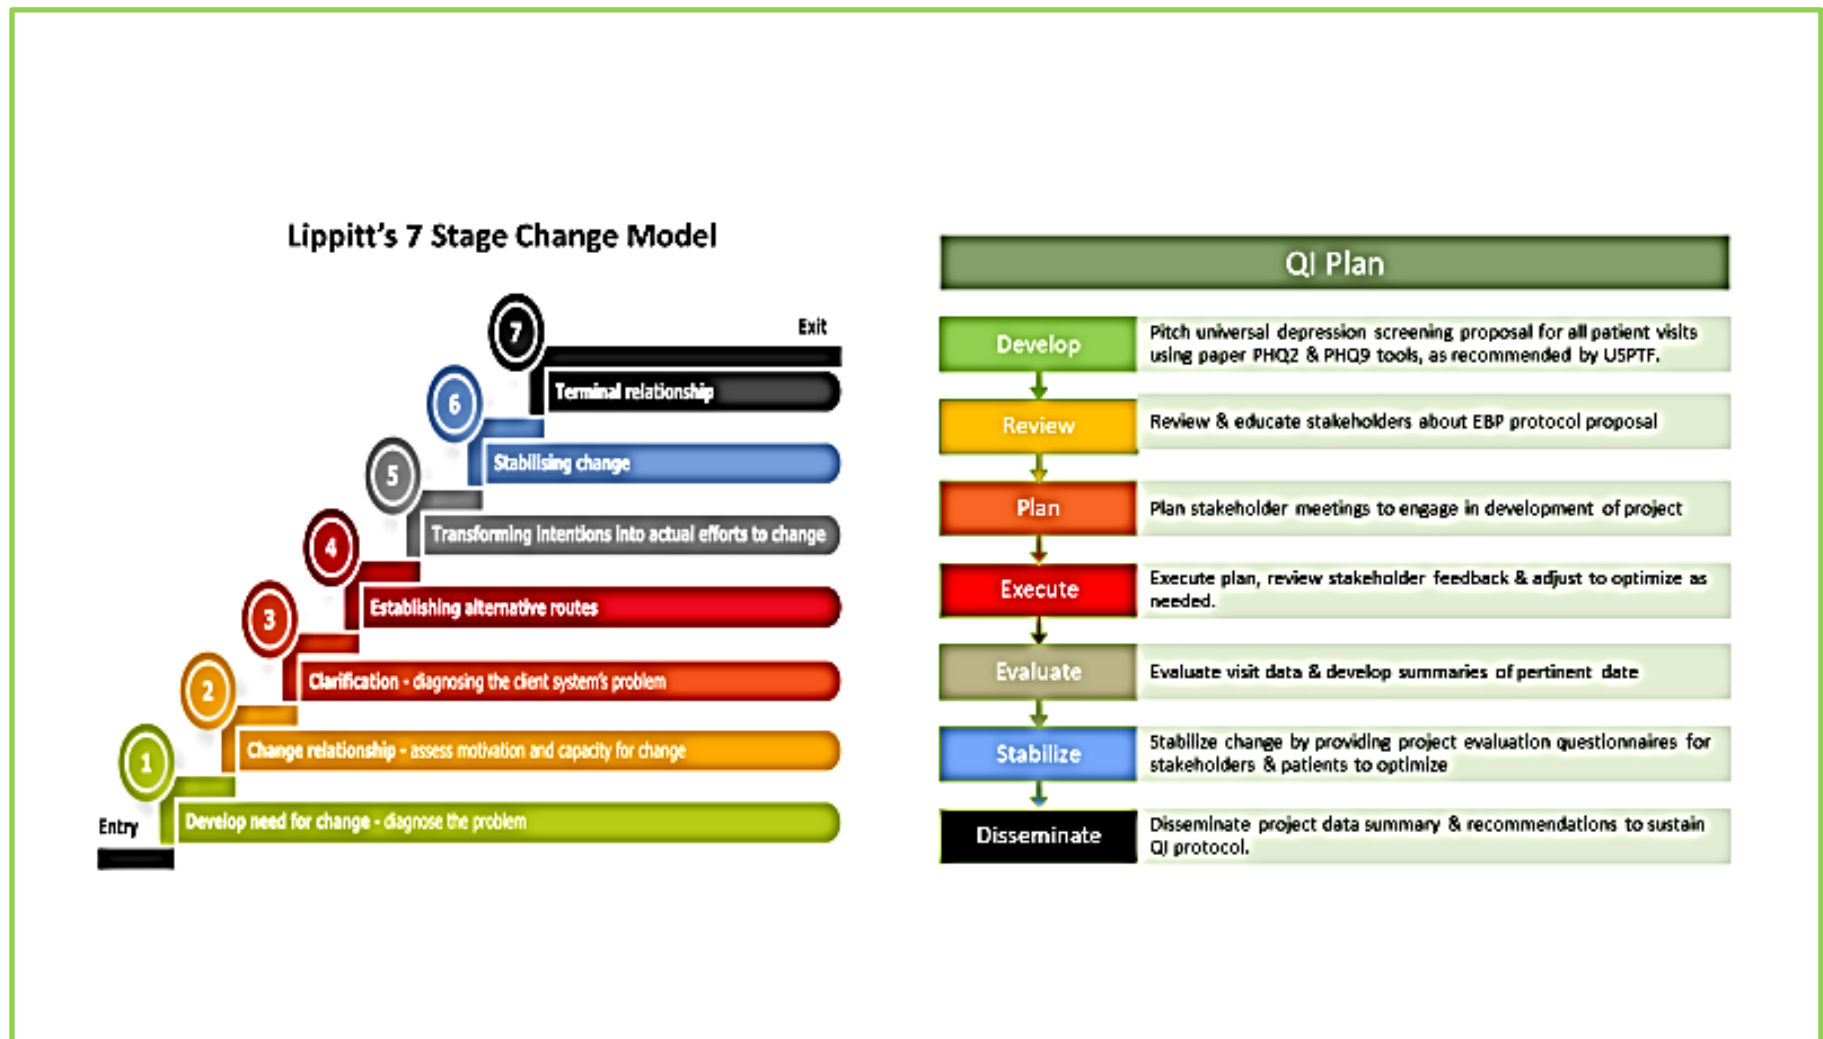 Lippitt's 7 Stage Change Model
7
Exit
Terminal relationship
6
Stabilising change
5
Transforming intentions into actual efforts to change
4
Establishing alternative routes
3
Clarification - diagnosing the client system's problem
2
Change relationship - assess motivation and capacity for change
1
Develop need for change - diagnose the problem
Entry
QI Plan
Develop
Pitch universal depression screening proposal for all patient visits
using paper PHQ2 & PHQ9 tools, as recommended by USPTF.
Review
Review & educate stakeholders about EBP protocol proposal
Plan
Plan stakeholder meetings to engage in development of project
Execute
Execute plan, review stakeholder feedback & adjust to optimize as
needed.
Evaluate
Evaluate visit data & develop summaries of pertinent date
Stabilize
Stabilize change by providing project evaluation questionnaires for
stakeholders & patients to optimize
Disseminate
Disseminate project data summary & recommendations to sustain
QI protocol.